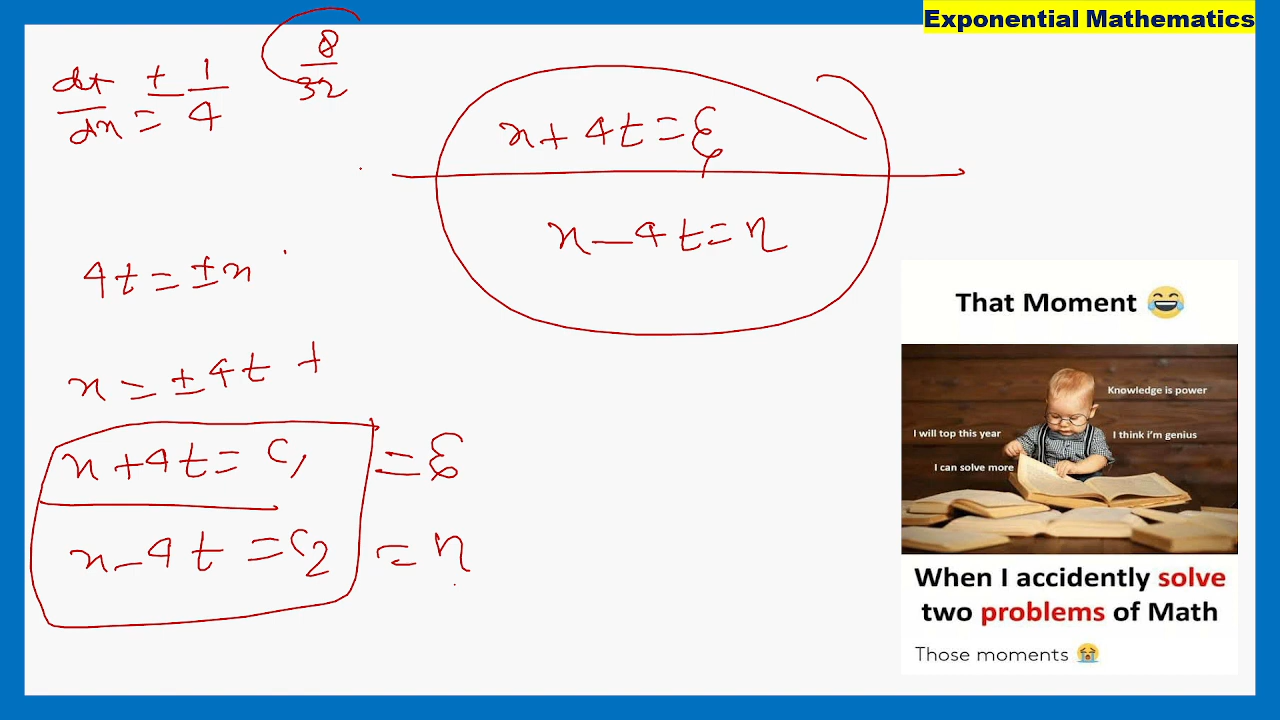 Exponential Mathematics
dt/dx = ± 1/4
8/32
x + 4t = ξ
x - 4t = η
4t = ± x
x = ± 4t +
x + 4t = C1 = ξ
x - 4t = C2 = η
That Moment 😂
Knowledge is power
I will top this year
I think i'm genius
I can solve more
When I accidently solve
two problems of Math
Those moments 😭